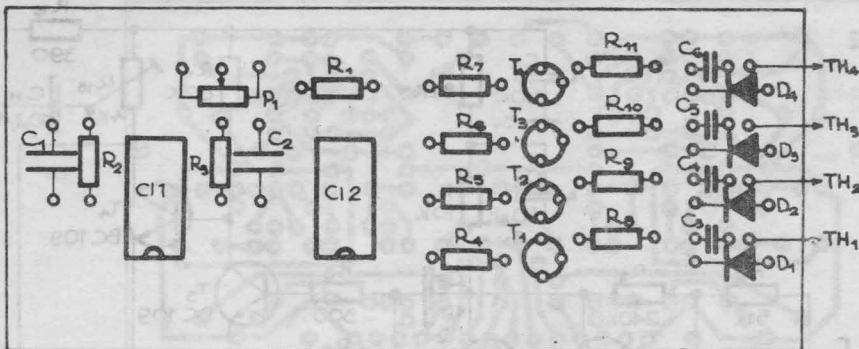 R7 T4 R11 C6 TH4
P1 R1 D4
R6 T3 R10 C5 TH3
C1 R2 R3 C2 D3
CI1 CI2 R5 T2 R9 C4 TH2
D2
R4 T1 R8 C3 TH1
D1